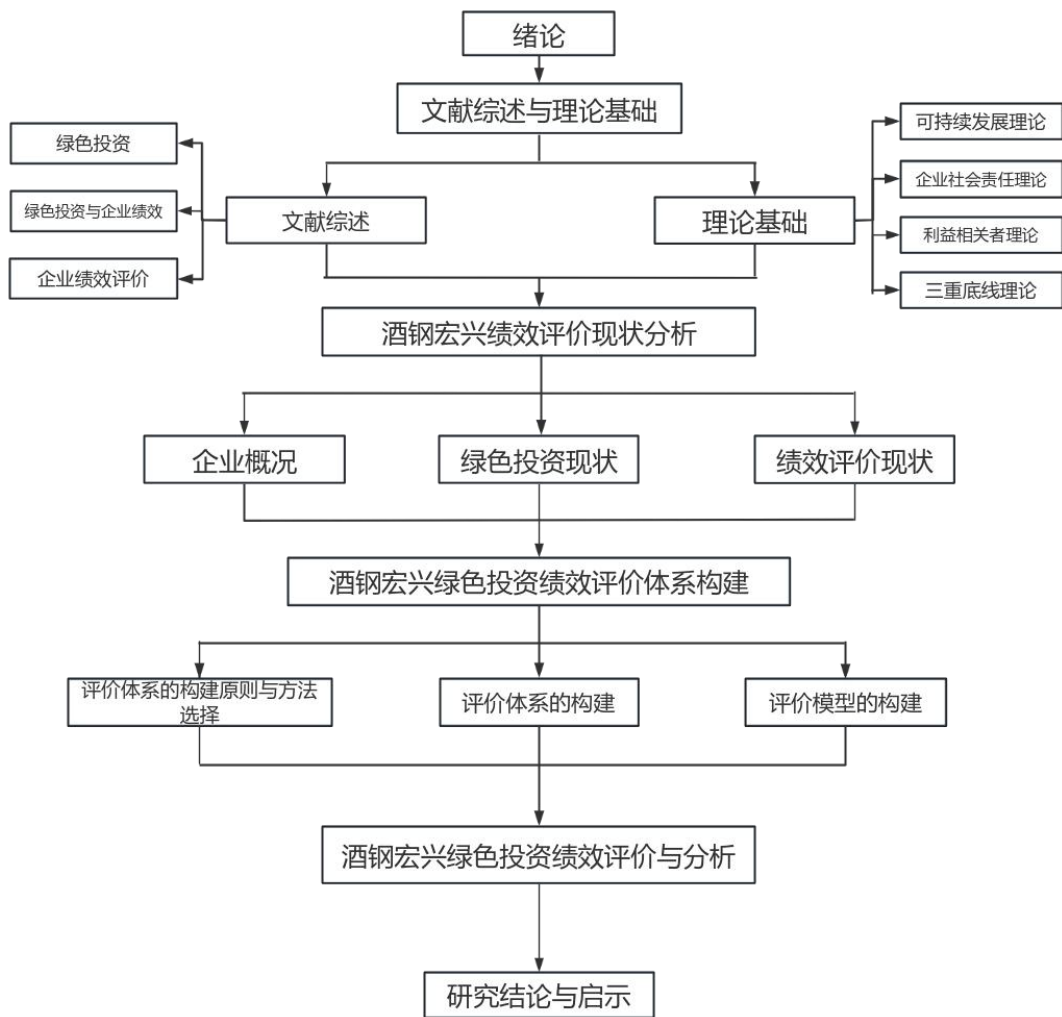 绪论
文献综述与理论基础
绿色投资
绿色投资与企业绩效
企业绩效评价
文献综述
理论基础
可持续发展理论
企业社会责任理论
利益相关者理论
三重底线理论
酒钢宏兴绩效评价现状分析
企业概况
绿色投资现状
绩效评价现状
酒钢宏兴绿色投资绩效评价体系构建
评价体系的构建原则与方法
选择
评价体系的构建
评价模型的构建
酒钢宏兴绿色投资绩效评价与分析
研究结论与启示